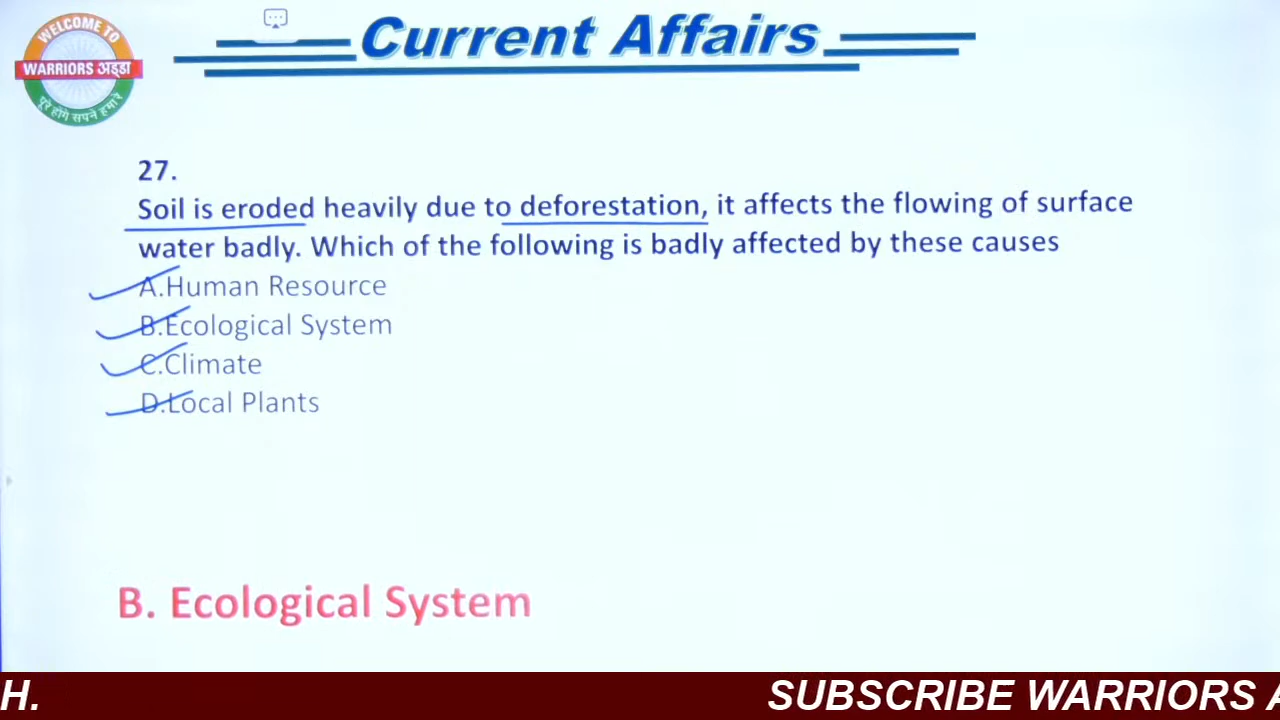 WELCOME TO
WARRIORS अड्डा
पूरे होंगे सपने हमारे
Current Affairs
27.
Soil is eroded heavily due to deforestation, it affects the flowing of surface
water badly. Which of the following is badly affected by these causes
A.Human Resource
B.Ecological System
C.Climate
D.Local Plants
B. Ecological System
H.
SUBSCRIBE WARRIORS A